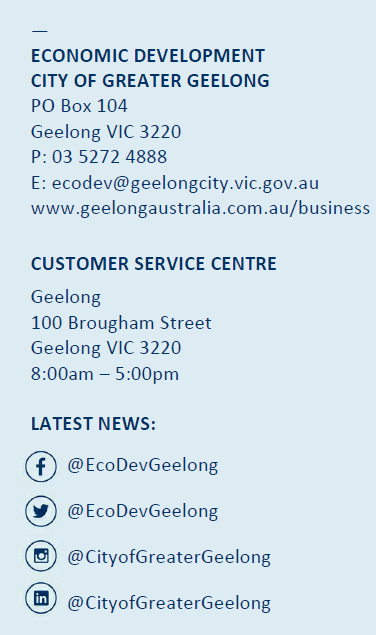 —
ECONOMIC DEVELOPMENT
CITY OF GREATER GEELONG
PO Box 104
Geelong VIC 3220
P: 03 5272 4888
E: ecodev@geelongcity.vic.gov.au
www.geelongaustralia.com.au/business
CUSTOMER SERVICE CENTRE
Geelong
100 Brougham Street
Geelong VIC 3220
8:00am – 5:00pm
LATEST NEWS:
@EcoDevGeelong
@EcoDevGeelong
@CityofGreaterGeelong
@CityofGreaterGeelong